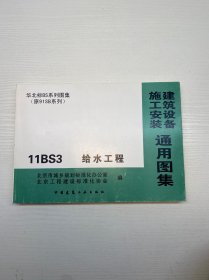 华北标BS系列图集
(原91SB系列)
11BS3 给水工程
北京市城乡规划标准化办公室
北京工程建设标准化协会
编
中国建筑工业出版社
建筑设备
施工安装
通用图集